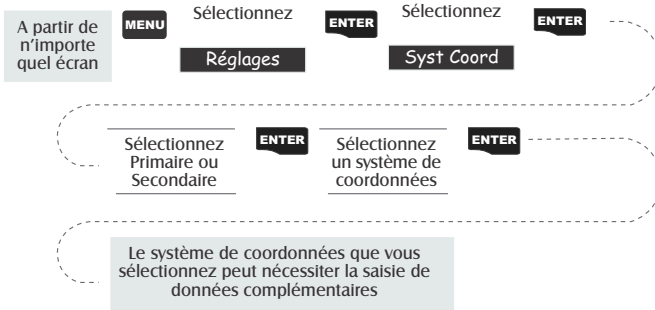 A partir de
n'importe
quel écran
MENU
Sélectionnez
Réglages
ENTER
Sélectionnez
Syst Coord
ENTER
Sélectionnez
Primaire ou
Secondaire
ENTER
Sélectionnez
un système de
coordonnées
ENTER
Le système de coordonnées que vous
sélectionnez peut nécessiter la saisie de
données complémentaires